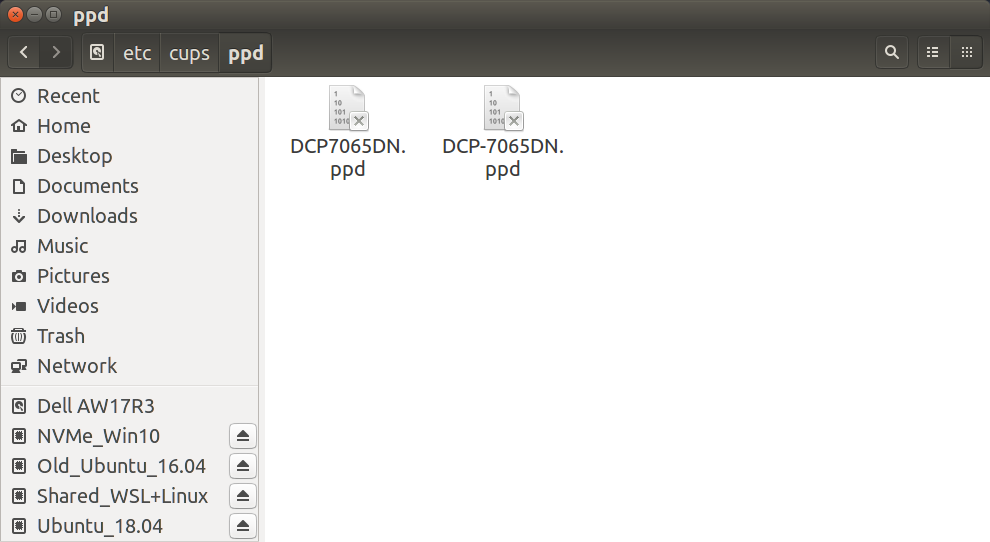 ppd
etc cups ppd
Recent
Home
Desktop
Documents
Downloads
Music
Pictures
Videos
Trash
Network
Dell AW17R3
NVMe_Win10
Old_Ubuntu_16.04
Shared_WSL+Linux
Ubuntu_18.04
1
10
101
1010
DCP7065DN.
ppd
1
10
101
1010
DCP-7065DN.
ppd